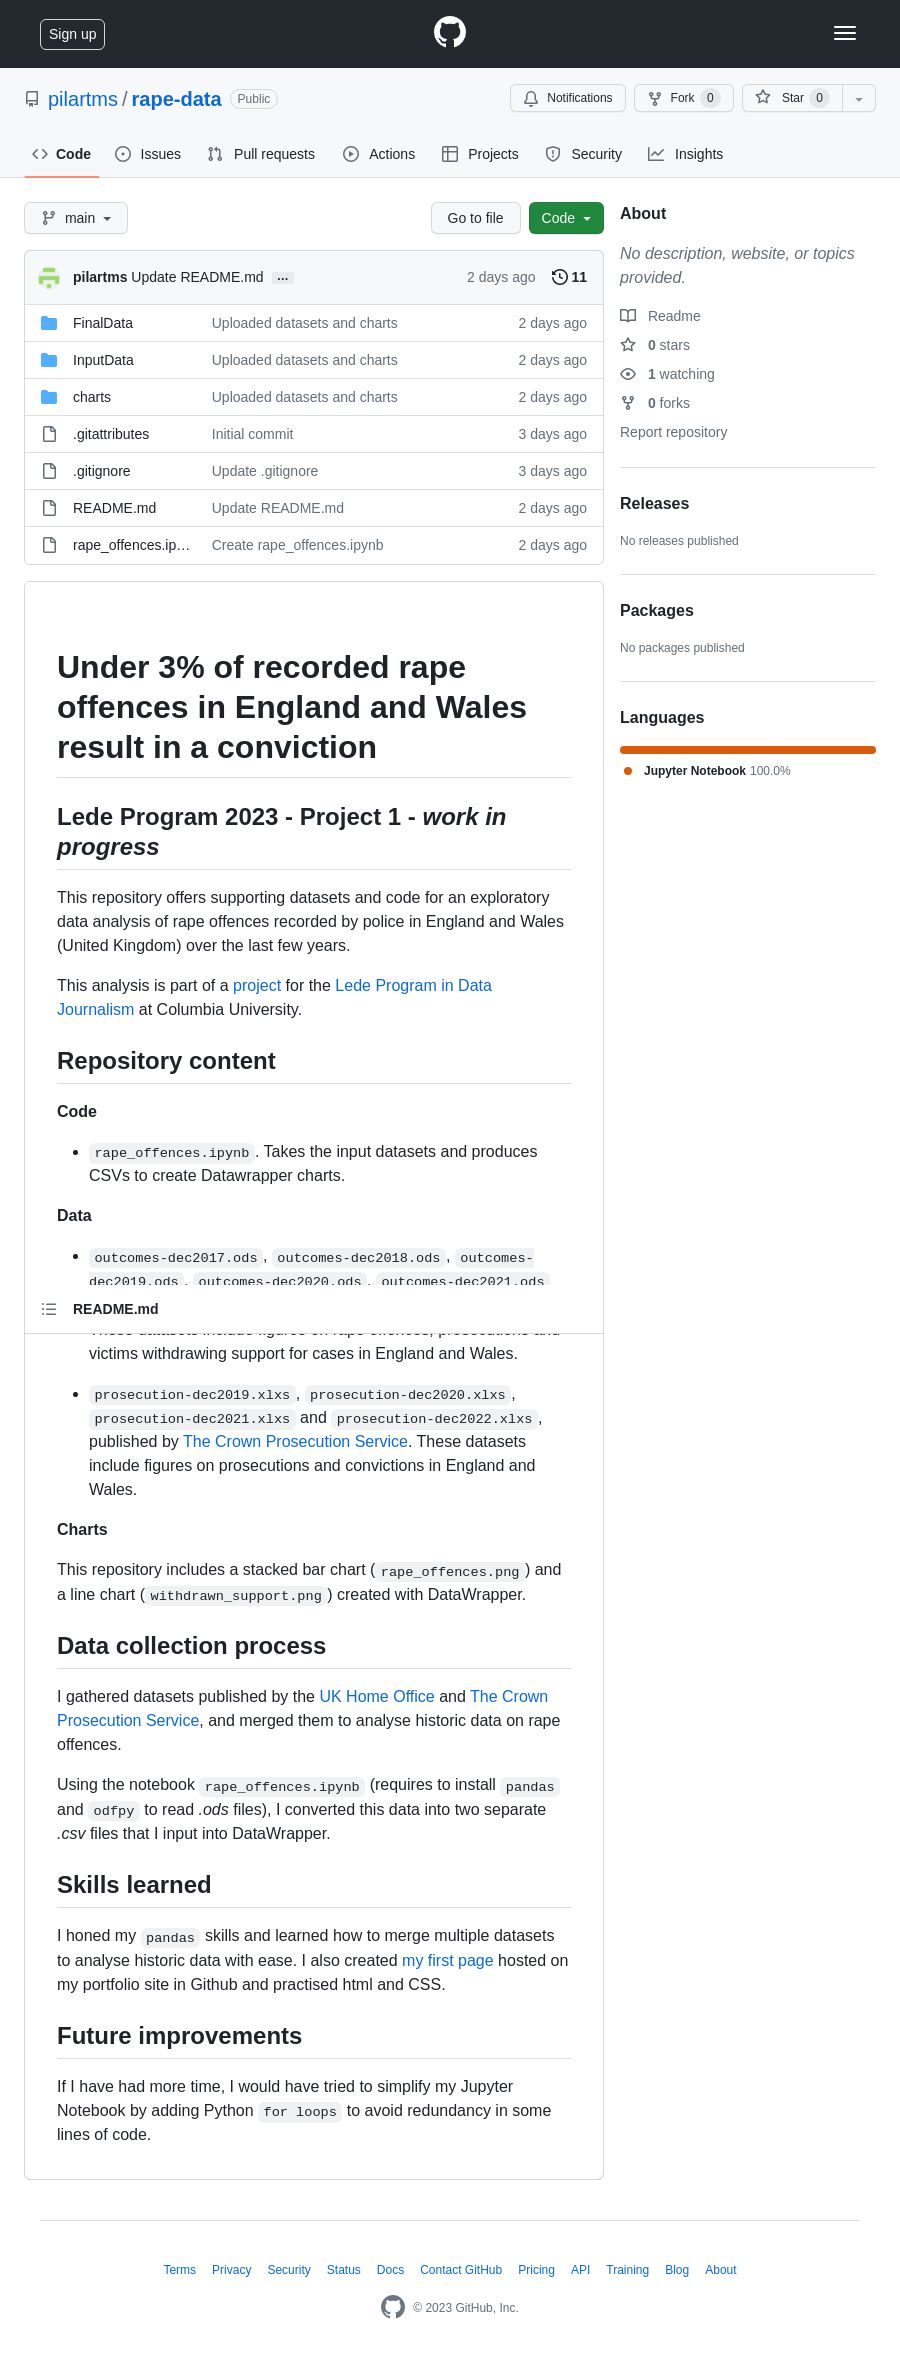 Sign up
pilartms / rape-data Public
Notifications Fork 0 Star 0
Code Issues Pull requests Actions Projects Security Insights
main Go to file Code
pilartms Update README.md ... 2 days ago 11
FinalData Uploaded datasets and charts 2 days ago
InputData Uploaded datasets and charts 2 days ago
charts Uploaded datasets and charts 2 days ago
.gitattributes Initial commit 3 days ago
.gitignore Update .gitignore 3 days ago
README.md Update README.md 2 days ago
rape_offences.ip… Create rape_offences.ipynb 2 days ago
Under 3% of recorded rape
offences in England and Wales
result in a conviction
Lede Program 2023 - Project 1 - work in
progress
This repository offers supporting datasets and code for an exploratory
data analysis of rape offences recorded by police in England and Wales
(United Kingdom) over the last few years.
This analysis is part of a project for the Lede Program in Data
Journalism at Columbia University.
Repository content
Code
rape_offences.ipynb. Takes the input datasets and produces
CSVs to create Datawrapper charts.
Data
outcomes-dec2017.ods, outcomes-dec2018.ods, outcomes-
dec2019.ods, outcomes-dec2020.ods, outcomes-dec2021.ods
README.md
These datasets include figures on rape offences, prosecutions and
victims withdrawing support for cases in England and Wales.
prosecution-dec2019.xlxs, prosecution-dec2020.xlxs,
prosecution-dec2021.xlxs and prosecution-dec2022.xlxs,
published by The Crown Prosecution Service. These datasets
include figures on prosecutions and convictions in England and
Wales.
Charts
This repository includes a stacked bar chart (rape_offences.png) and
a line chart (withdrawn_support.png) created with DataWrapper.
Data collection process
I gathered datasets published by the UK Home Office and The Crown
Prosecution Service, and merged them to analyse historic data on rape
offences.
Using the notebook rape_offences.ipynb (requires to install pandas
and odfpy to read .ods files), I converted this data into two separate
.csv files that I input into DataWrapper.
Skills learned
I honed my pandas skills and learned how to merge multiple datasets
to analyse historic data with ease. I also created my first page hosted on
my portfolio site in Github and practised html and CSS.
Future improvements
If I have had more time, I would have tried to simplify my Jupyter
Notebook by adding Python for loops to avoid redundancy in some
lines of code.
About
No description, website, or topics
provided.
Readme
0 stars
1 watching
0 forks
Report repository
Releases
No releases published
Packages
No packages published
Languages
Jupyter Notebook 100.0%
Terms Privacy Security Status Docs Contact GitHub Pricing API Training Blog About
© 2023 GitHub, Inc.